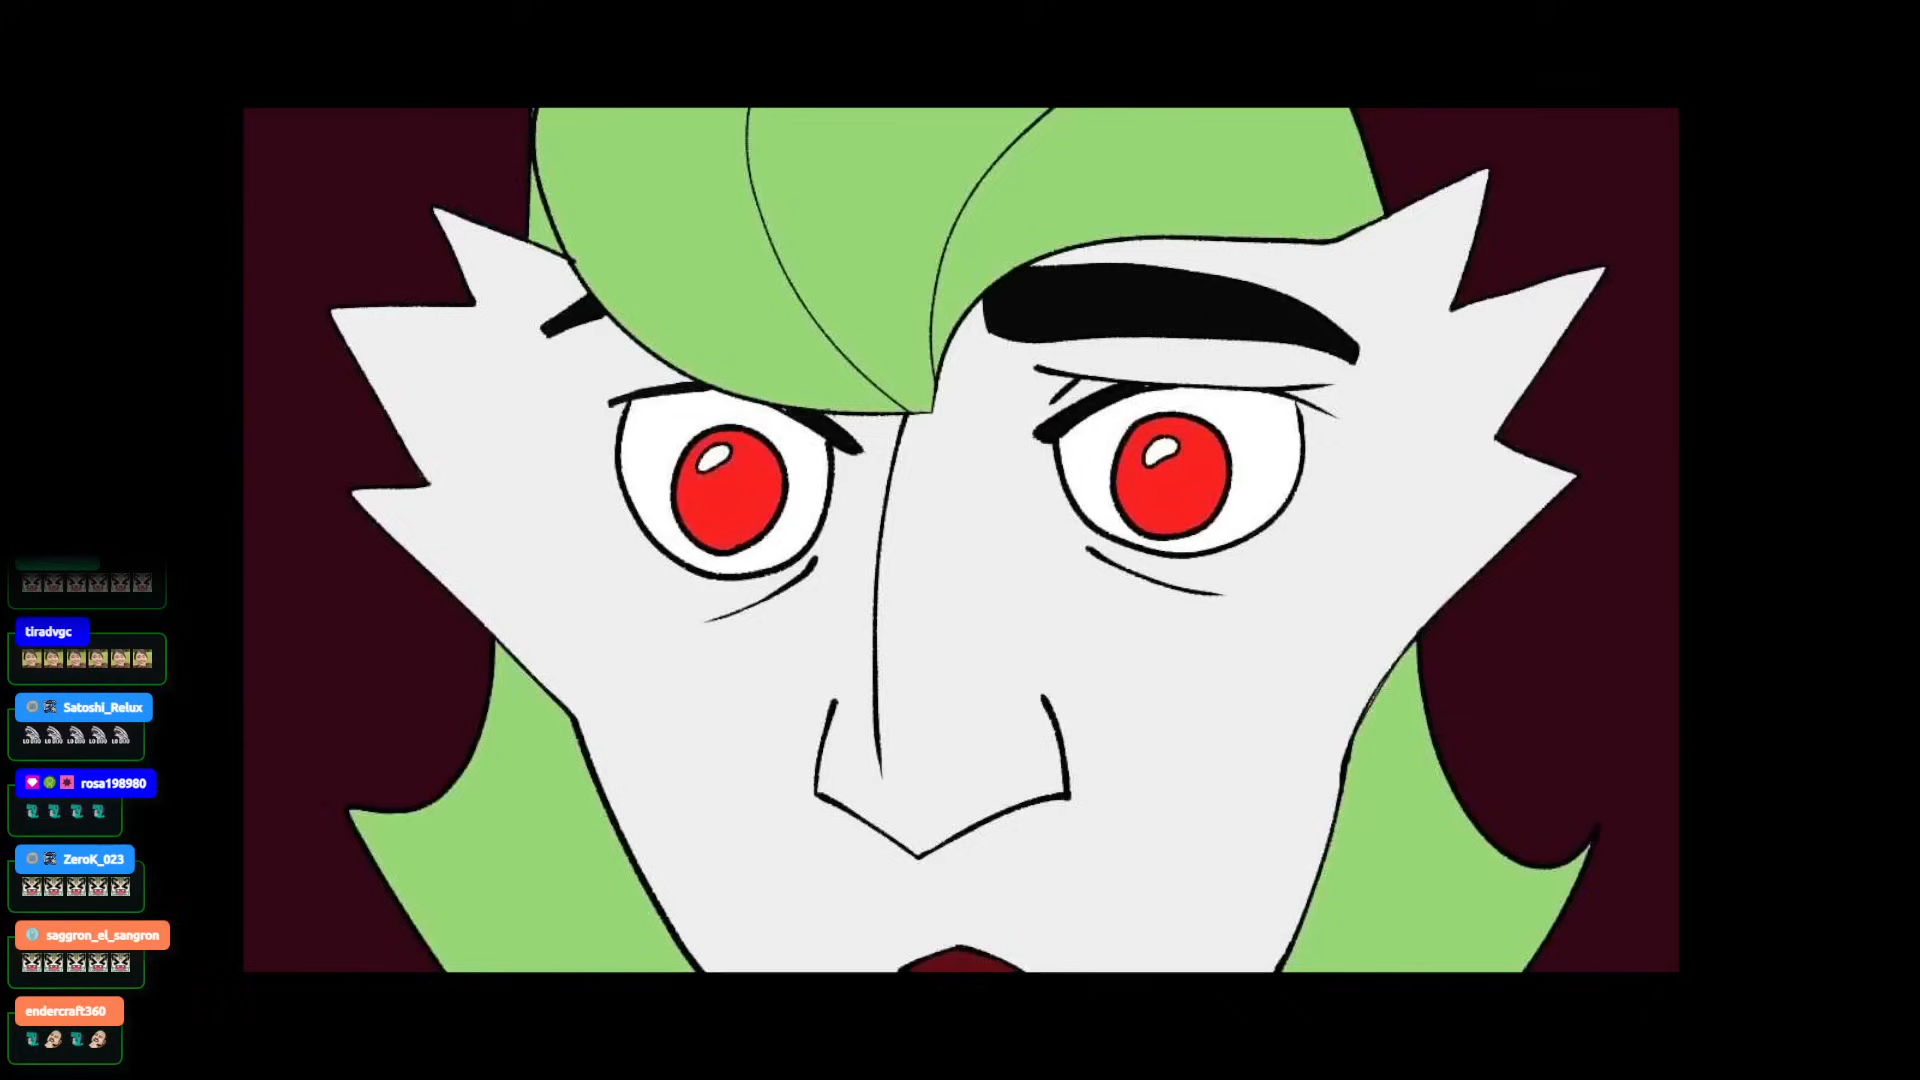 tiradvgc
Satoshi_Relux
rosa198980
ZeroK_023
saggron_el_sangron
endercraft360